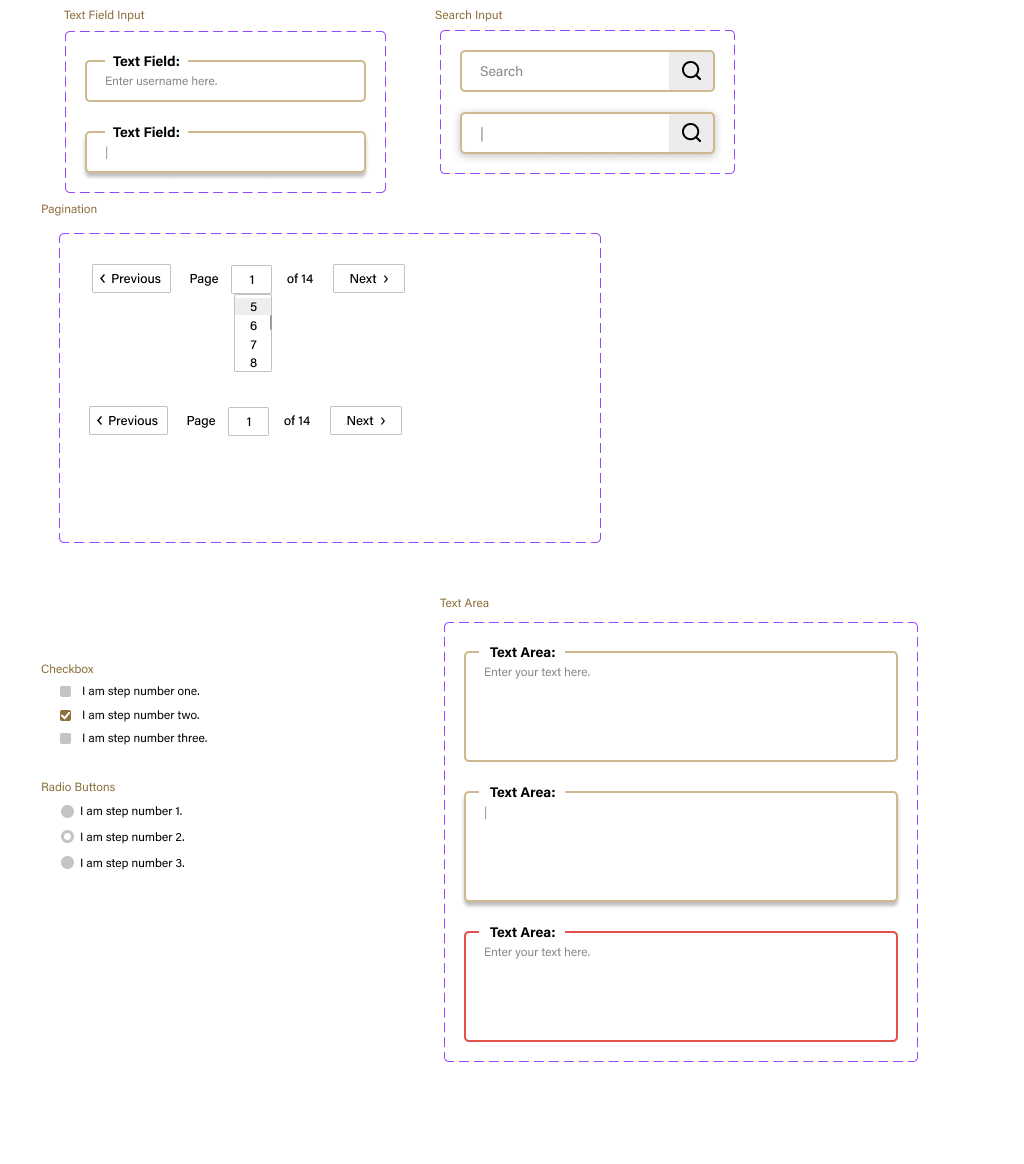 Text Field Input
Text Field:
Enter username here.
Text Field:
Search Input
Search
Pagination
Previous Page 1 of 14 Next
5
6
7
8
Previous Page 1 of 14 Next
Checkbox
I am step number one.
I am step number two.
I am step number three.
Radio Buttons
I am step number 1.
I am step number 2.
I am step number 3.
Text Area
Text Area:
Enter your text here.
Text Area:
Text Area:
Enter your text here.